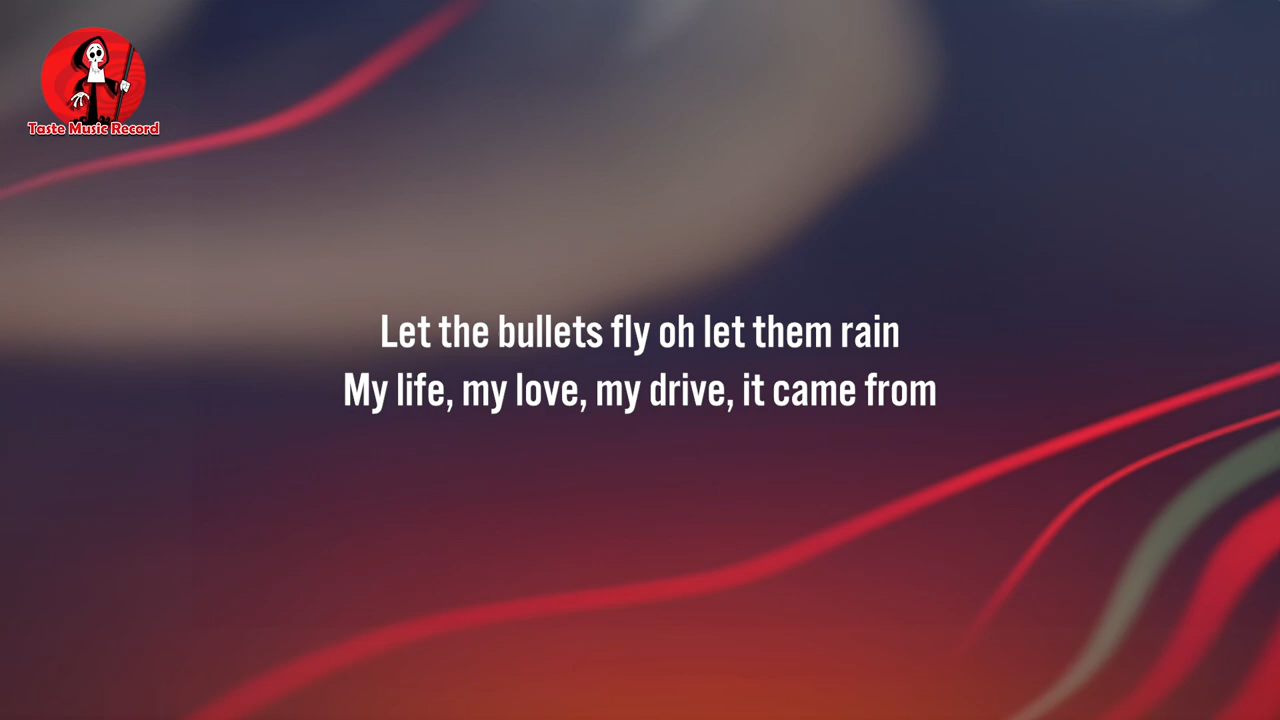 Taste Music Record
Let the bullets fly oh let them rain
My life, my love, my drive, it came from